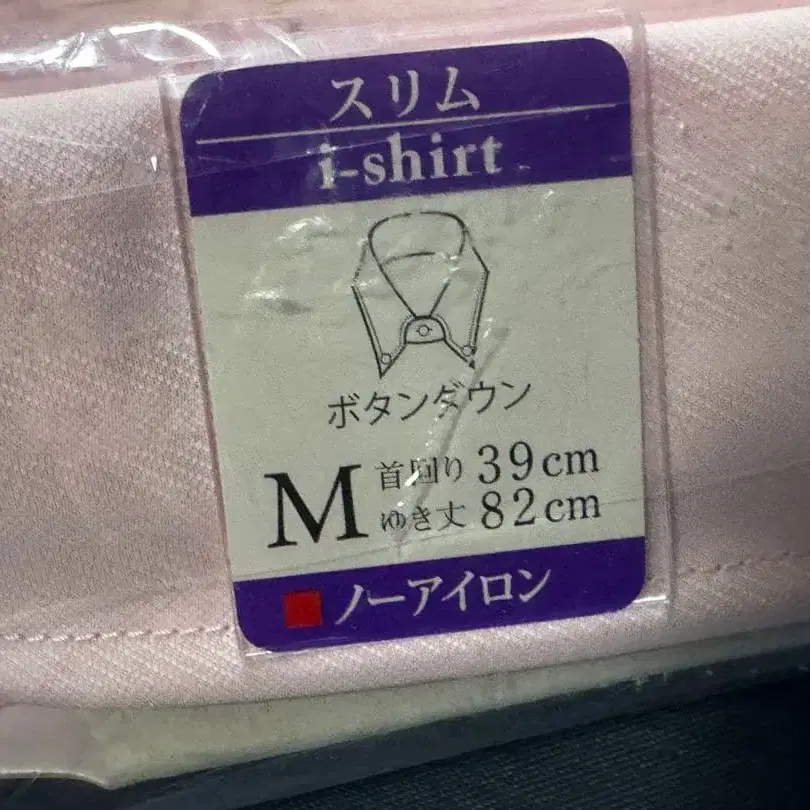 スリム
i-shirt
ボタンダウン
M 首回り 39cm
ゆき丈 82cm
ノーアイロン